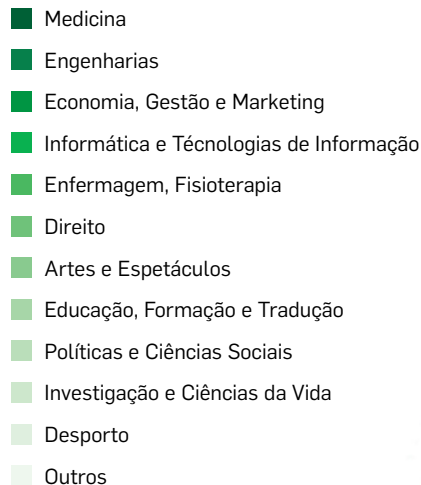 Medicina
Engenharias
Economia, Gestão e Marketing
Informática e Técnologias de Informação
Enfermagem, Fisioterapia
Direito
Artes e Espetáculos
Educação, Formação e Tradução
Políticas e Ciências Sociais
Investigação e Ciências da Vida
Desporto
Outros